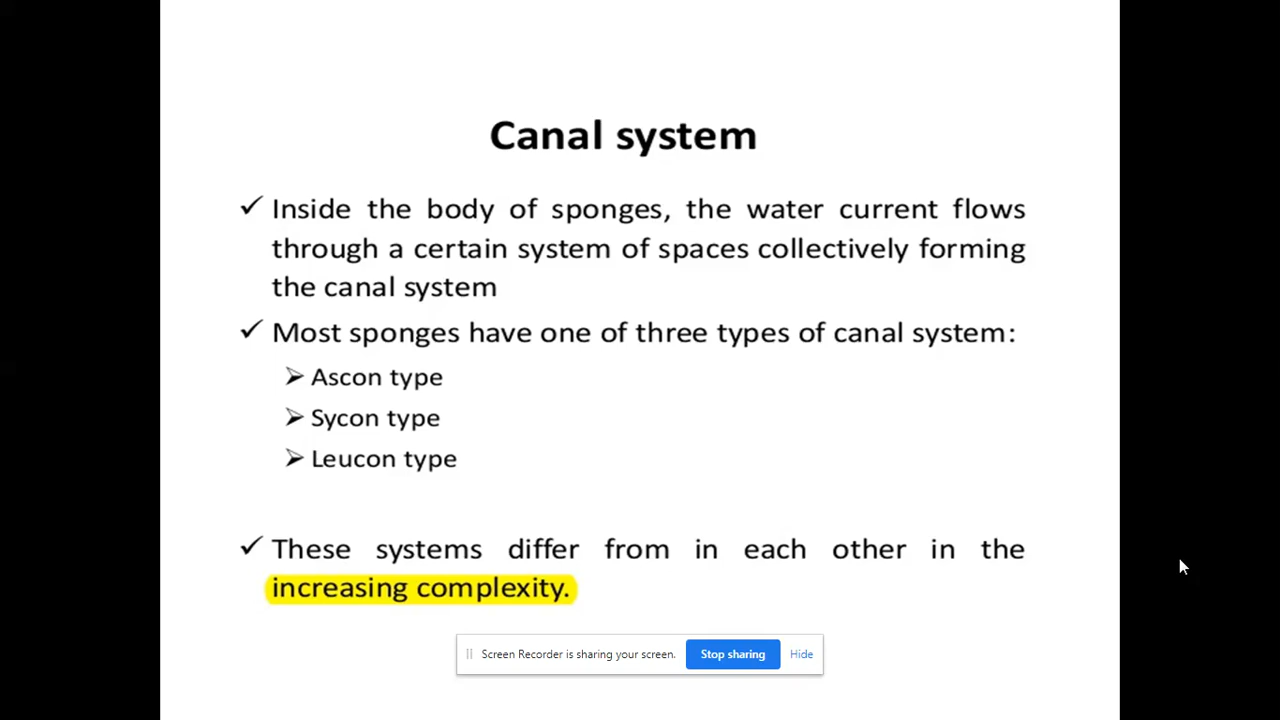 Canal system
✓ Inside the body of sponges, the water current flows
through a certain system of spaces collectively forming
the canal system
✓ Most sponges have one of three types of canal system:
➢ Ascon type
➢ Sycon type
➢ Leucon type
✓ These systems differ from in each other in the
increasing complexity.
Screen Recorder is sharing your screen. Stop sharing Hide